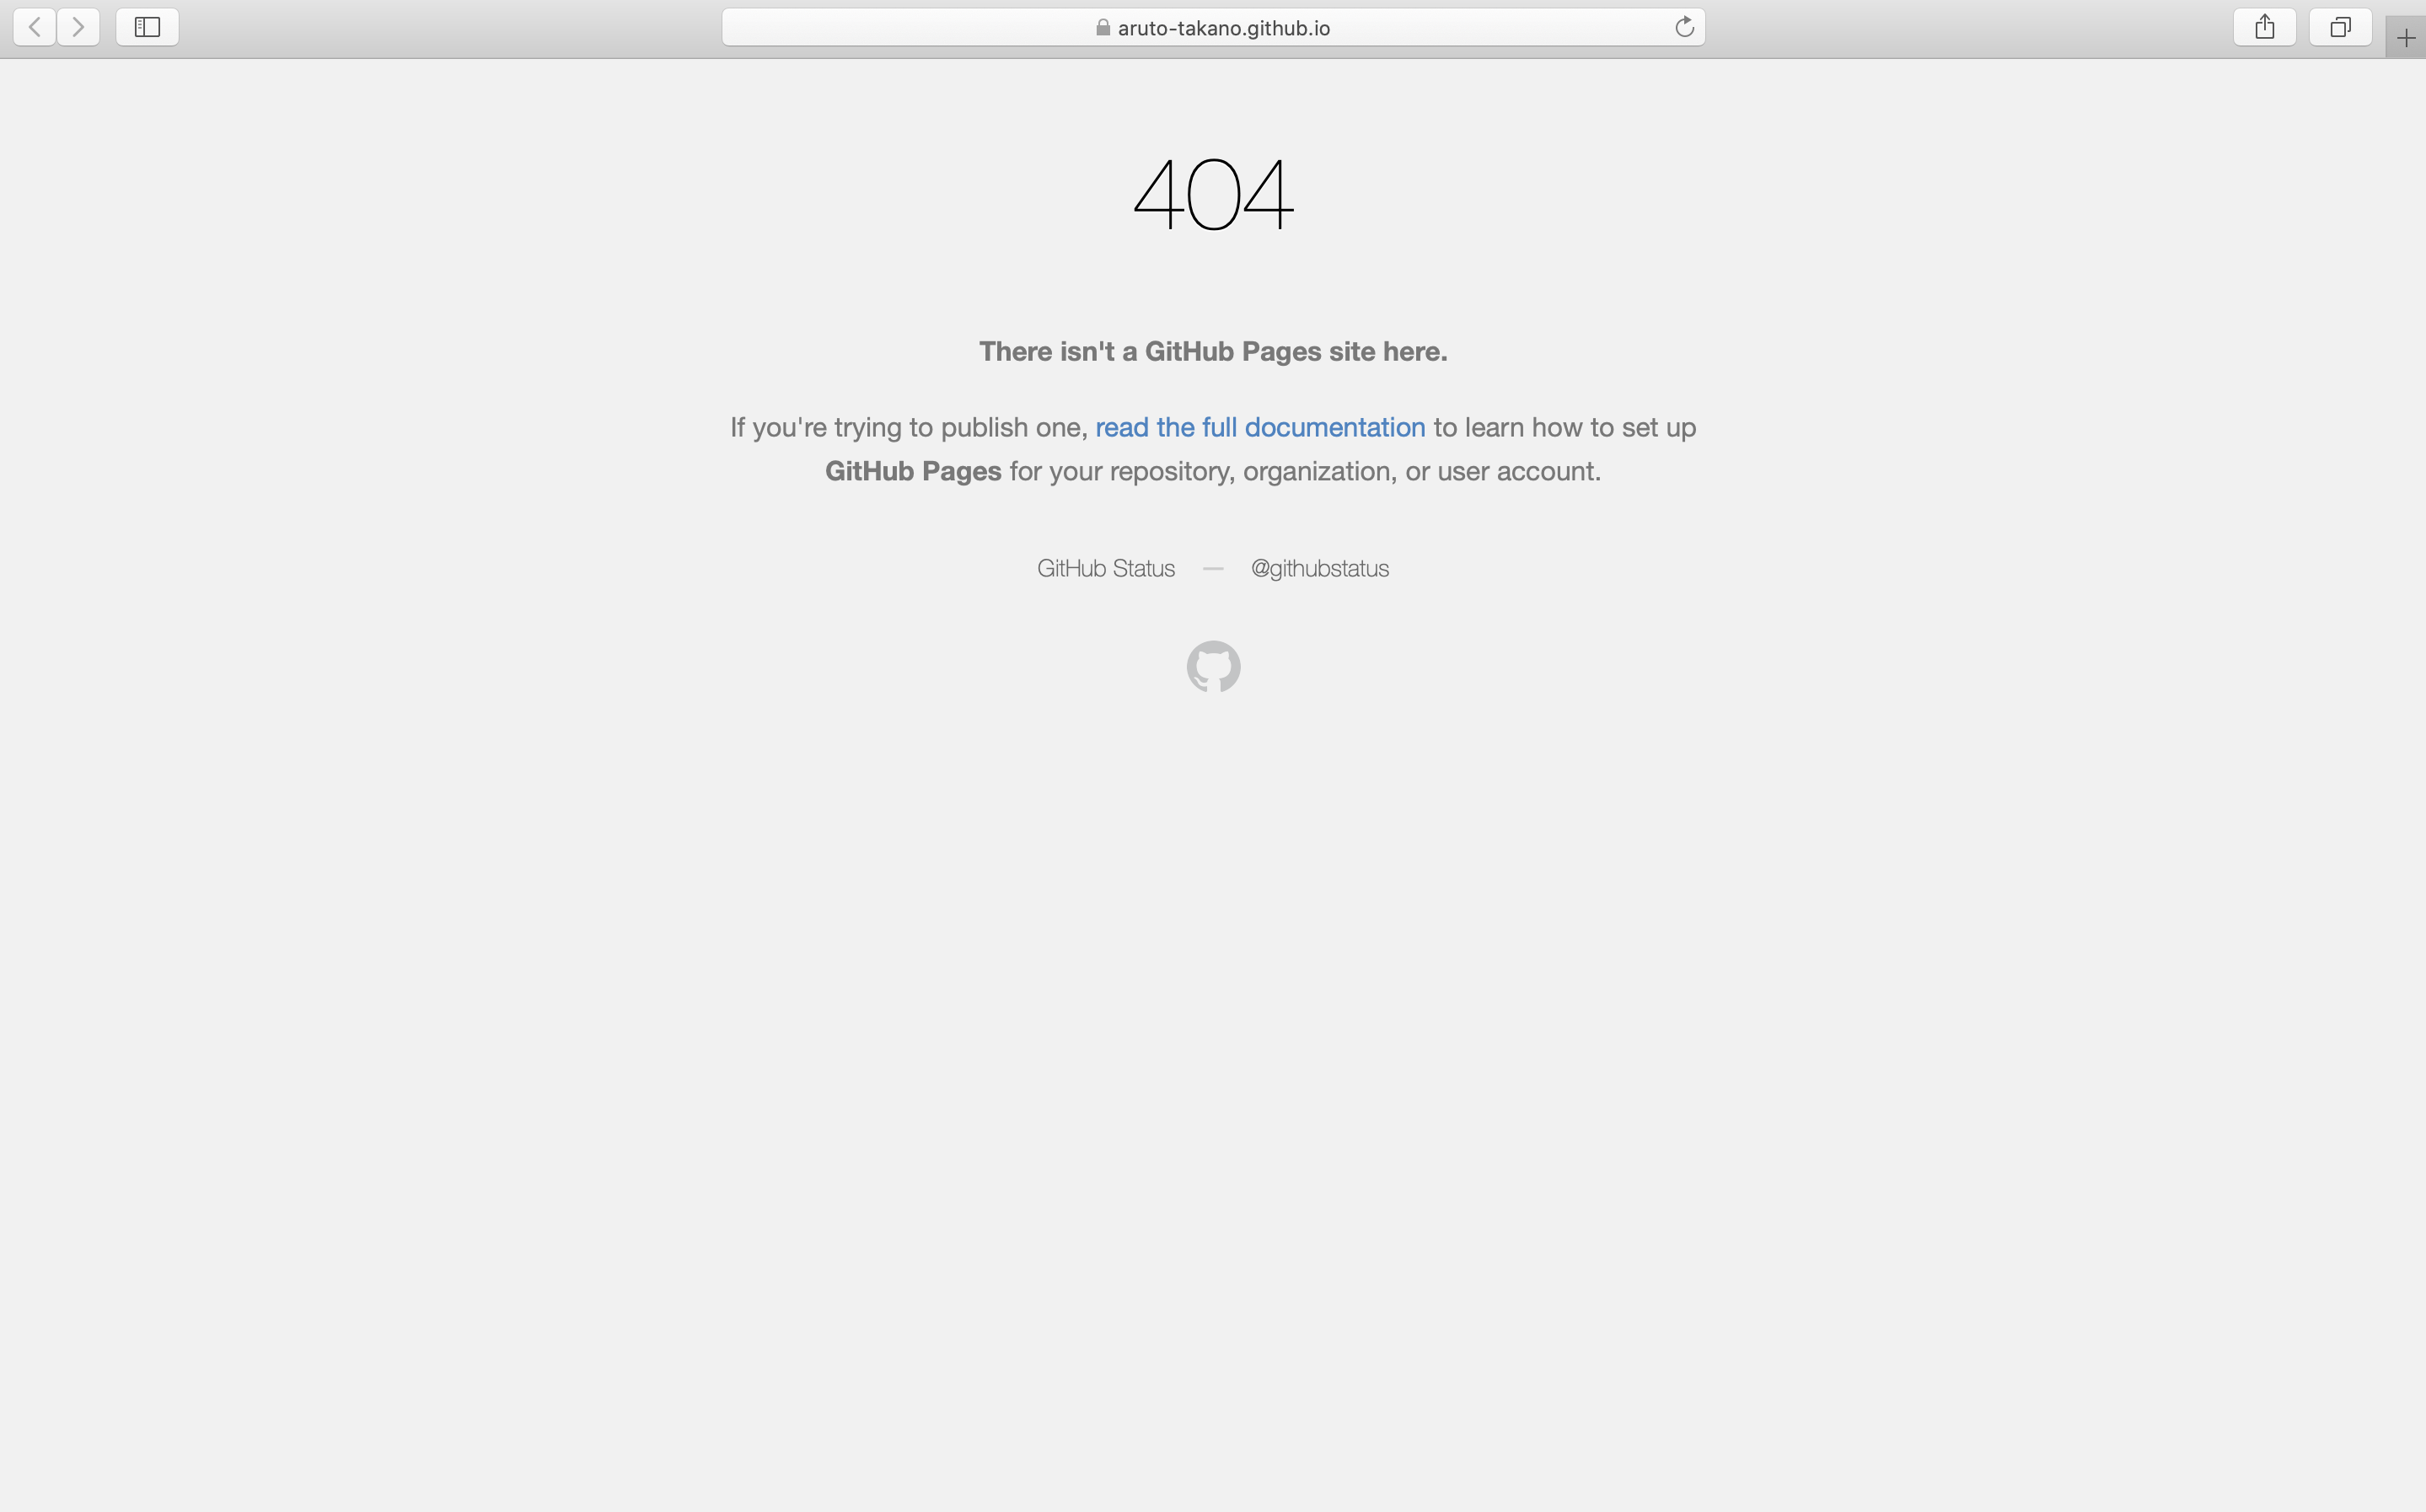 aruto-takano.github.io
404
There isn't a GitHub Pages site here.
If you're trying to publish one, read the full documentation to learn how to set up
GitHub Pages for your repository, organization, or user account.
GitHub Status — @githubstatus